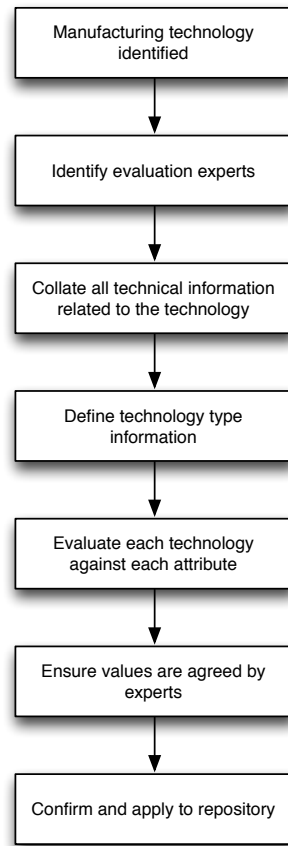 Manufacturing technology
identified
Identify evaluation experts
Collate all technical information
related to the technology
Define technology type
information
Evaluate each technology
against each attribute
Ensure values are agreed by
experts
Confirm and apply to repository